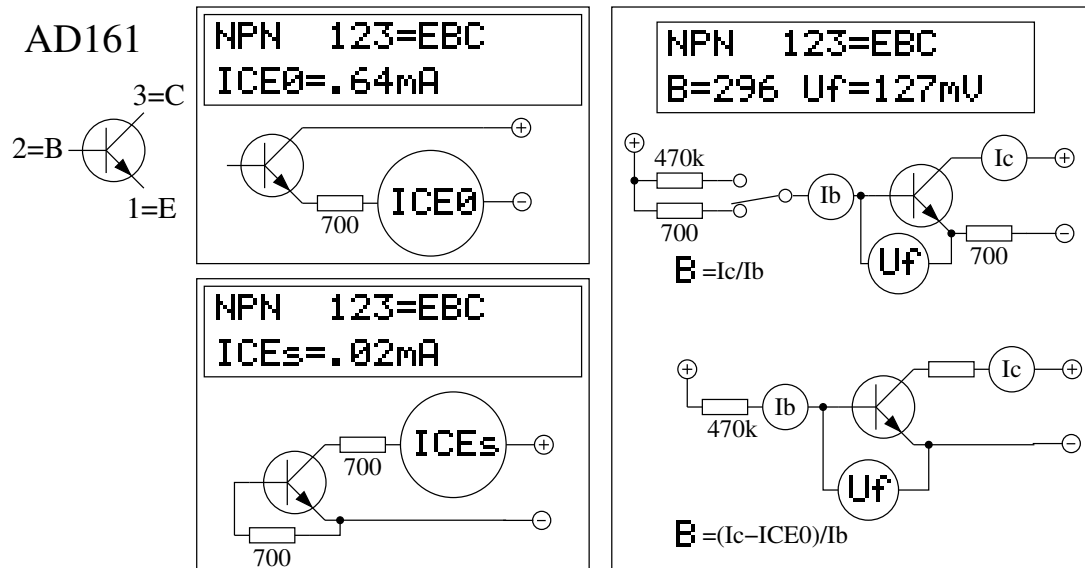 AD161
3=C
2=B
1=E
NPN 123=EBC
ICE0=.64mA
+
ICE0
−
700
NPN 123=EBC
ICEs=.02mA
ICEs
+
700
−
700
NPN 123=EBC
B=296 Uf=127mV
+
470k
Ic
+
Ib
700
−
Uf
700
B =Ic/Ib
+
Ic
+
Ib
470k
−
Uf
B =(Ic−ICE0)/Ib